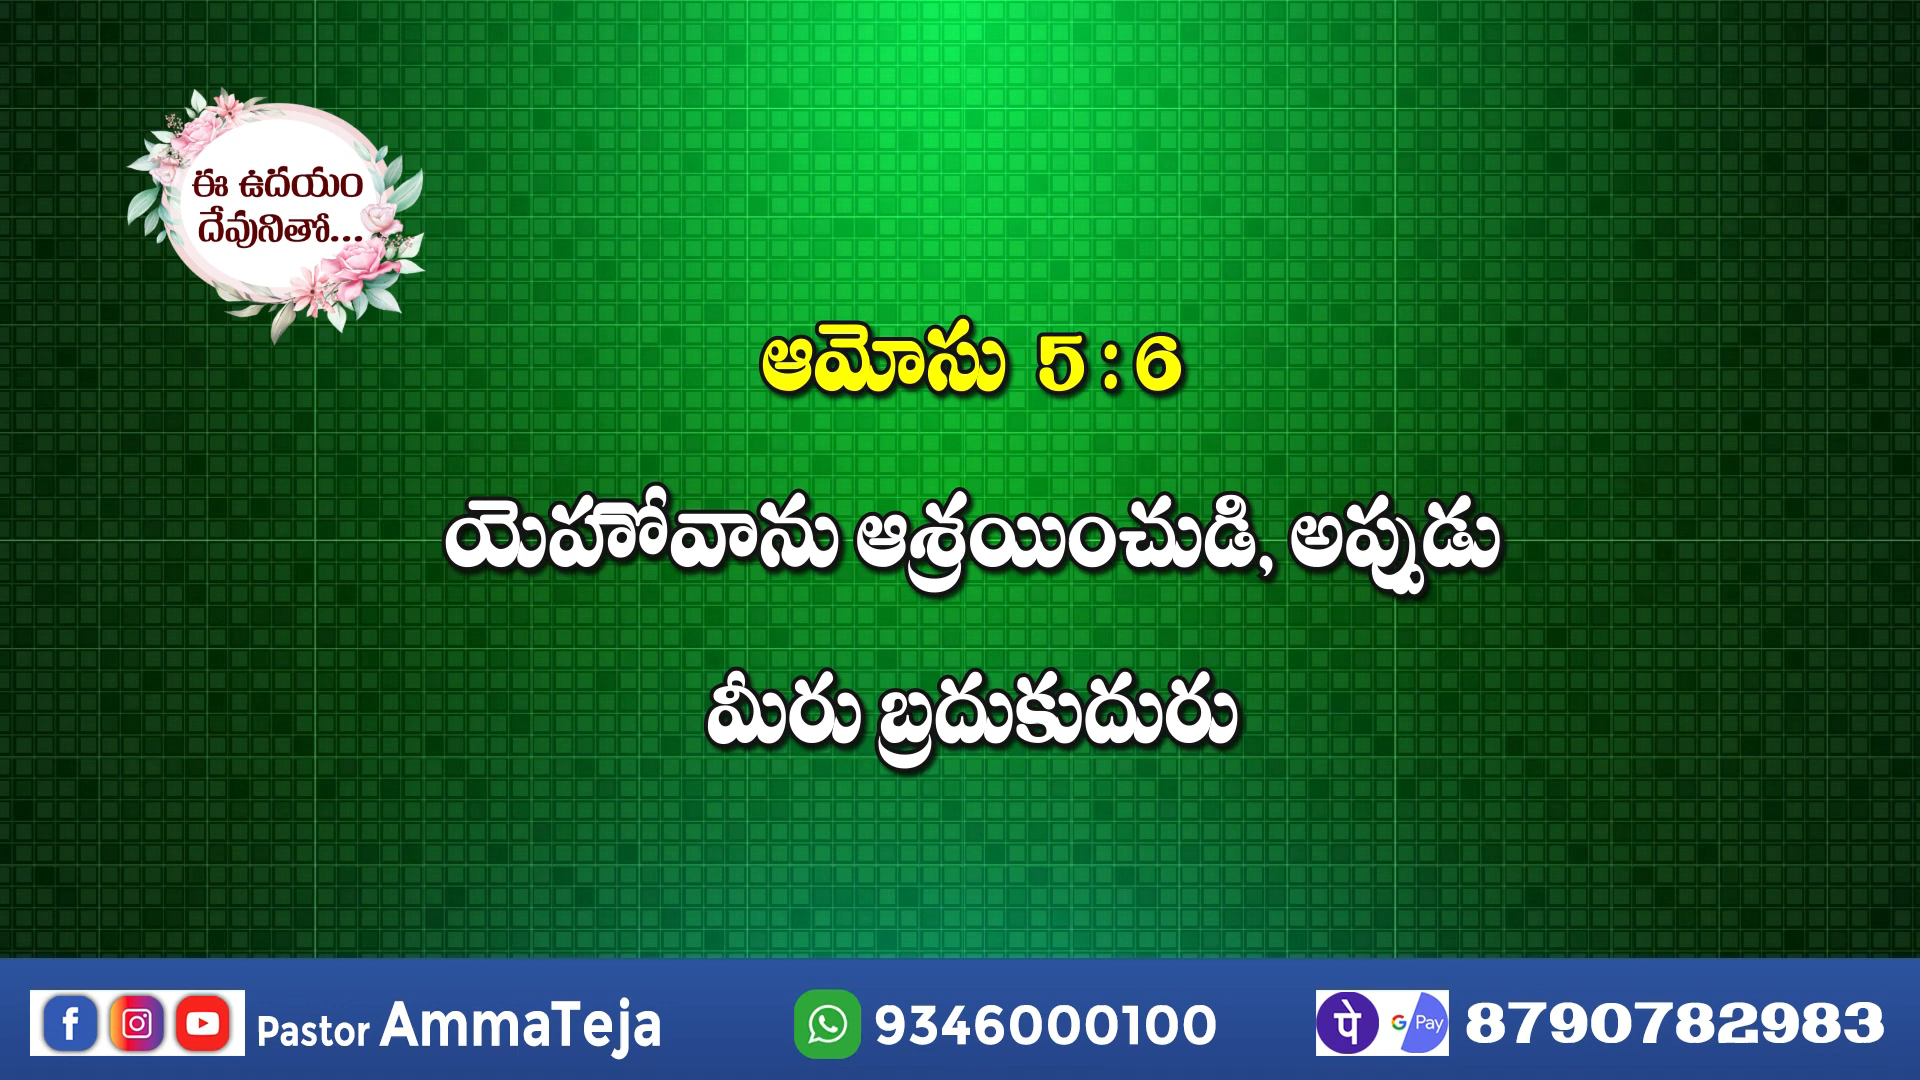 ఈ ఉదయం
దేవునితో...
ఆమోసు 5:6
యెహోవాను ఆశ్రయించుడి, అప్పుడు
మీరు బ్రదుకుదురు
Pastor AmmaTeja
9346000100
पे G Pay 8790782983